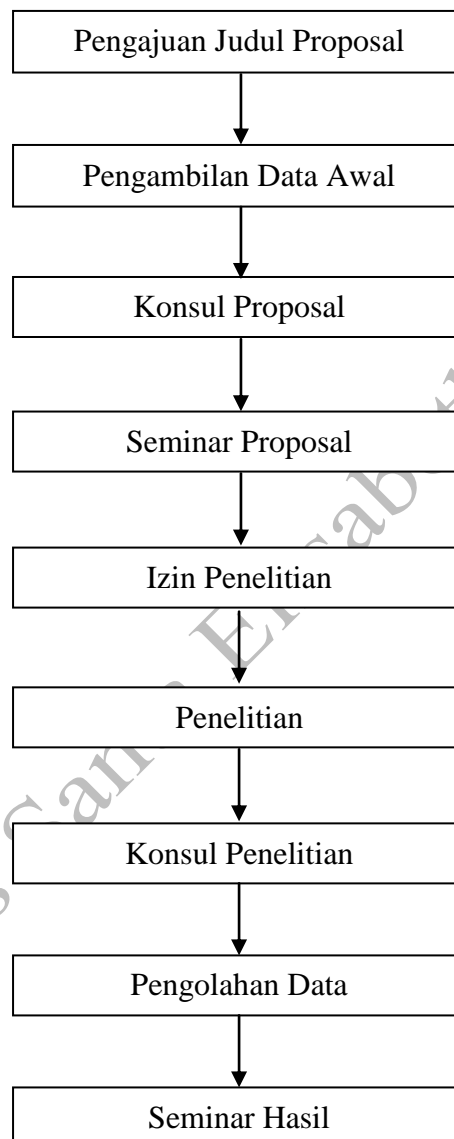 Pengajuan Judul Proposal
Pengambilan Data Awal
Konsul Proposal
Seminar Proposal
Izin Penelitian
Penelitian
Konsul Penelitian
Pengolahan Data
Seminar Hasil